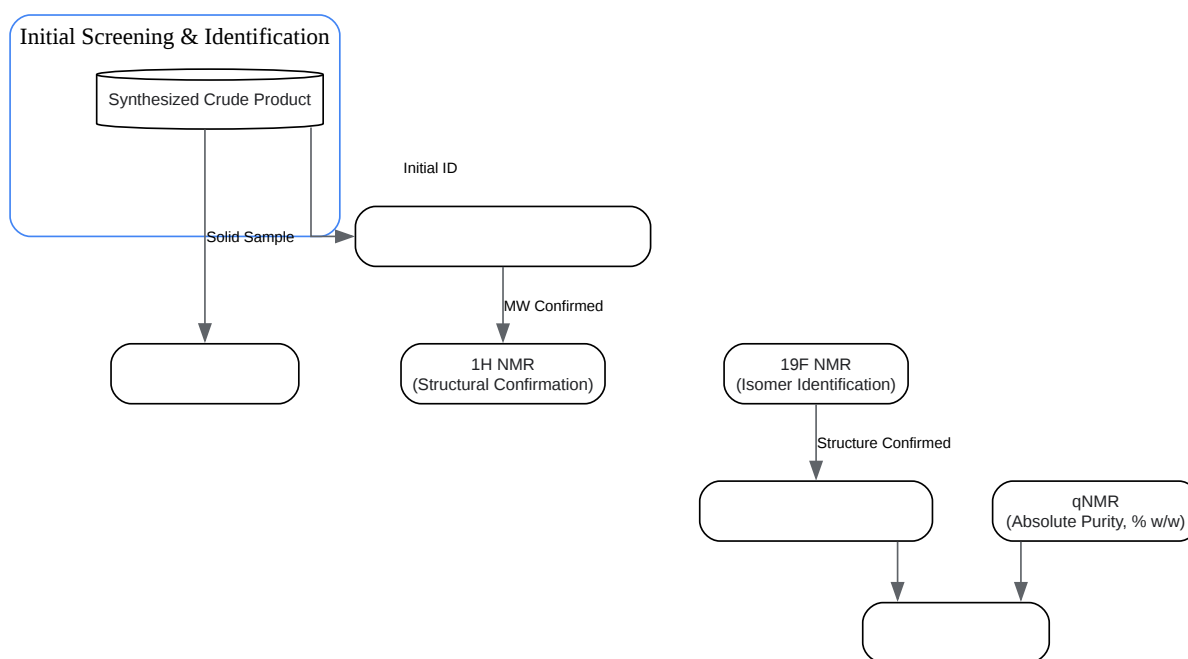 Initial Screening & Identification
Synthesized Crude Product
Initial ID
Solid Sample
MW Confirmed
1H NMR
(Structural Confirmation)
19F NMR
(Isomer Identification)
Structure Confirmed
qNMR
(Absolute Purity, % w/w)